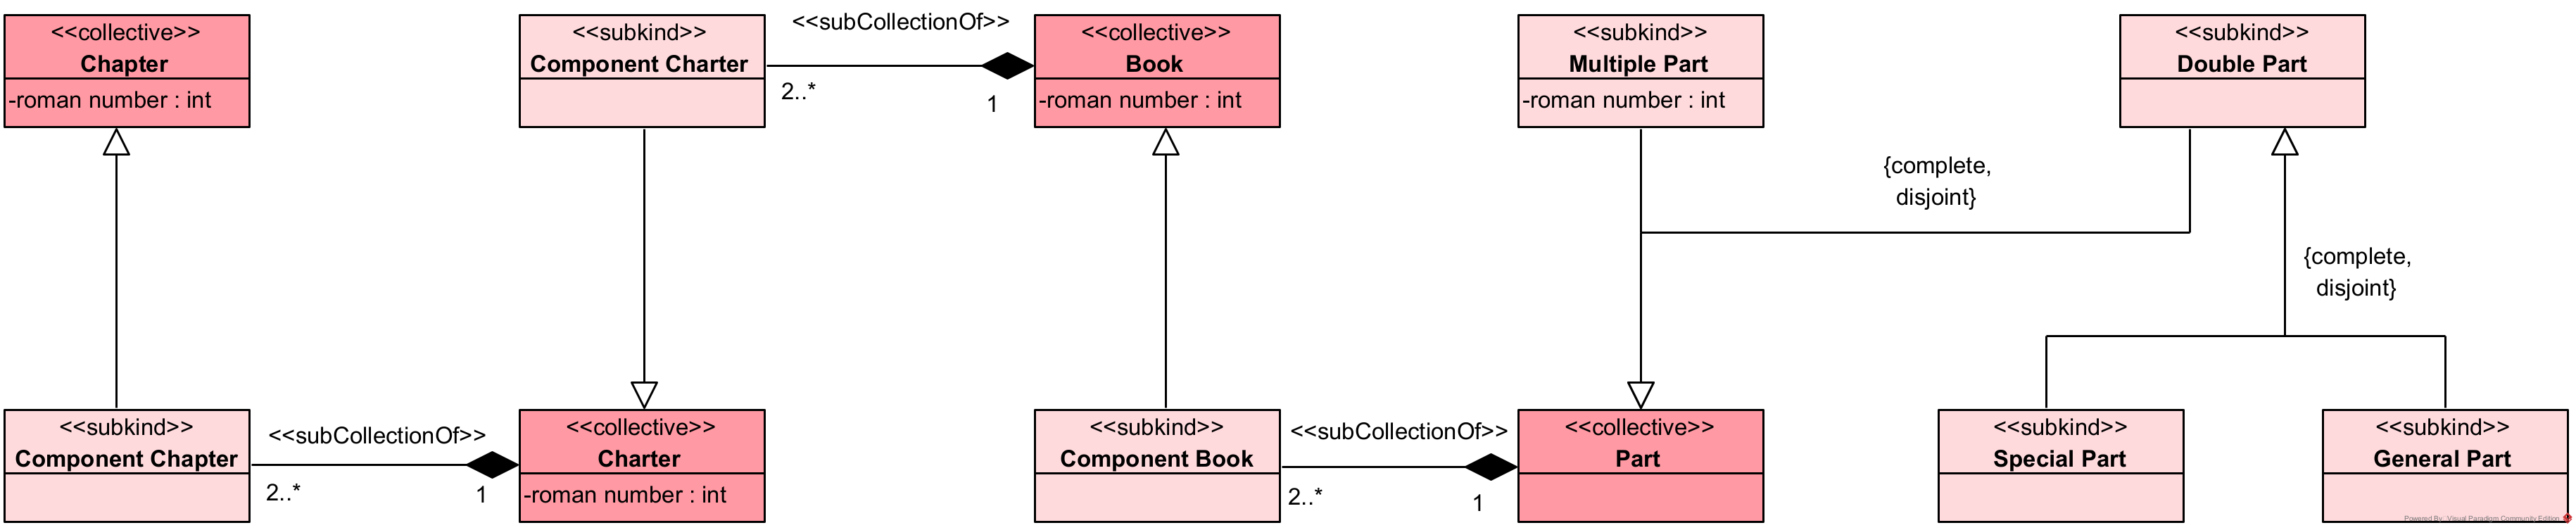 <<collective>>
Chapter
-roman number : int
<<subkind>>
Component Charter
<<subCollectionOf>>
2..*
1
<<collective>>
Book
-roman number : int
<<subkind>>
Multiple Part
-roman number : int
<<subkind>>
Double Part
{complete,
disjoint}
{complete,
disjoint}
<<subkind>>
Component Chapter
<<subCollectionOf>>
2..*
1
<<collective>>
Charter
-roman number : int
<<subkind>>
Component Book
<<subCollectionOf>>
2..*
1
<<collective>>
Part
<<subkind>>
Special Part
<<subkind>>
General Part
Powered By Visual Paradigm Community Edition